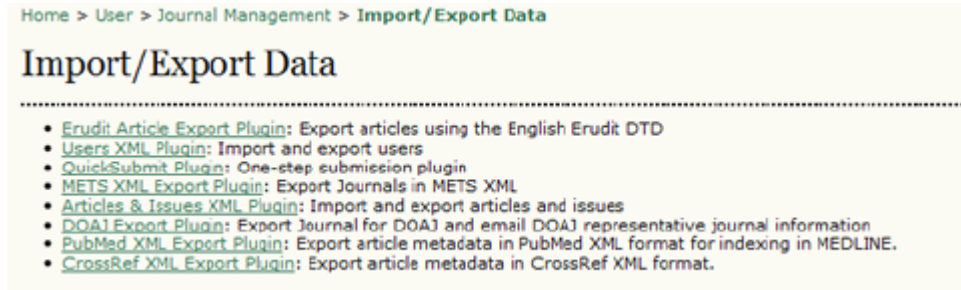 Home > User > Journal Management > Import/Export Data
Import/Export Data
• Erudit Article Export Plugin: Export articles using the English Erudit DTD
• Users XML Plugin: Import and export users
• QuickSubmit Plugin: One-step submission plugin
• METS XML Export Plugin: Export Journals in METS XML
• Articles & Issues XML Plugin: Import and export articles and issues
• DOAJ Export Plugin: Export Journal for DOAJ and email DOAJ representative journal information
• PubMed XML Export Plugin: Export article metadata in PubMed XML format for indexing in MEDLINE.
• CrossRef XML Export Plugin: Export article metadata in CrossRef XML format.